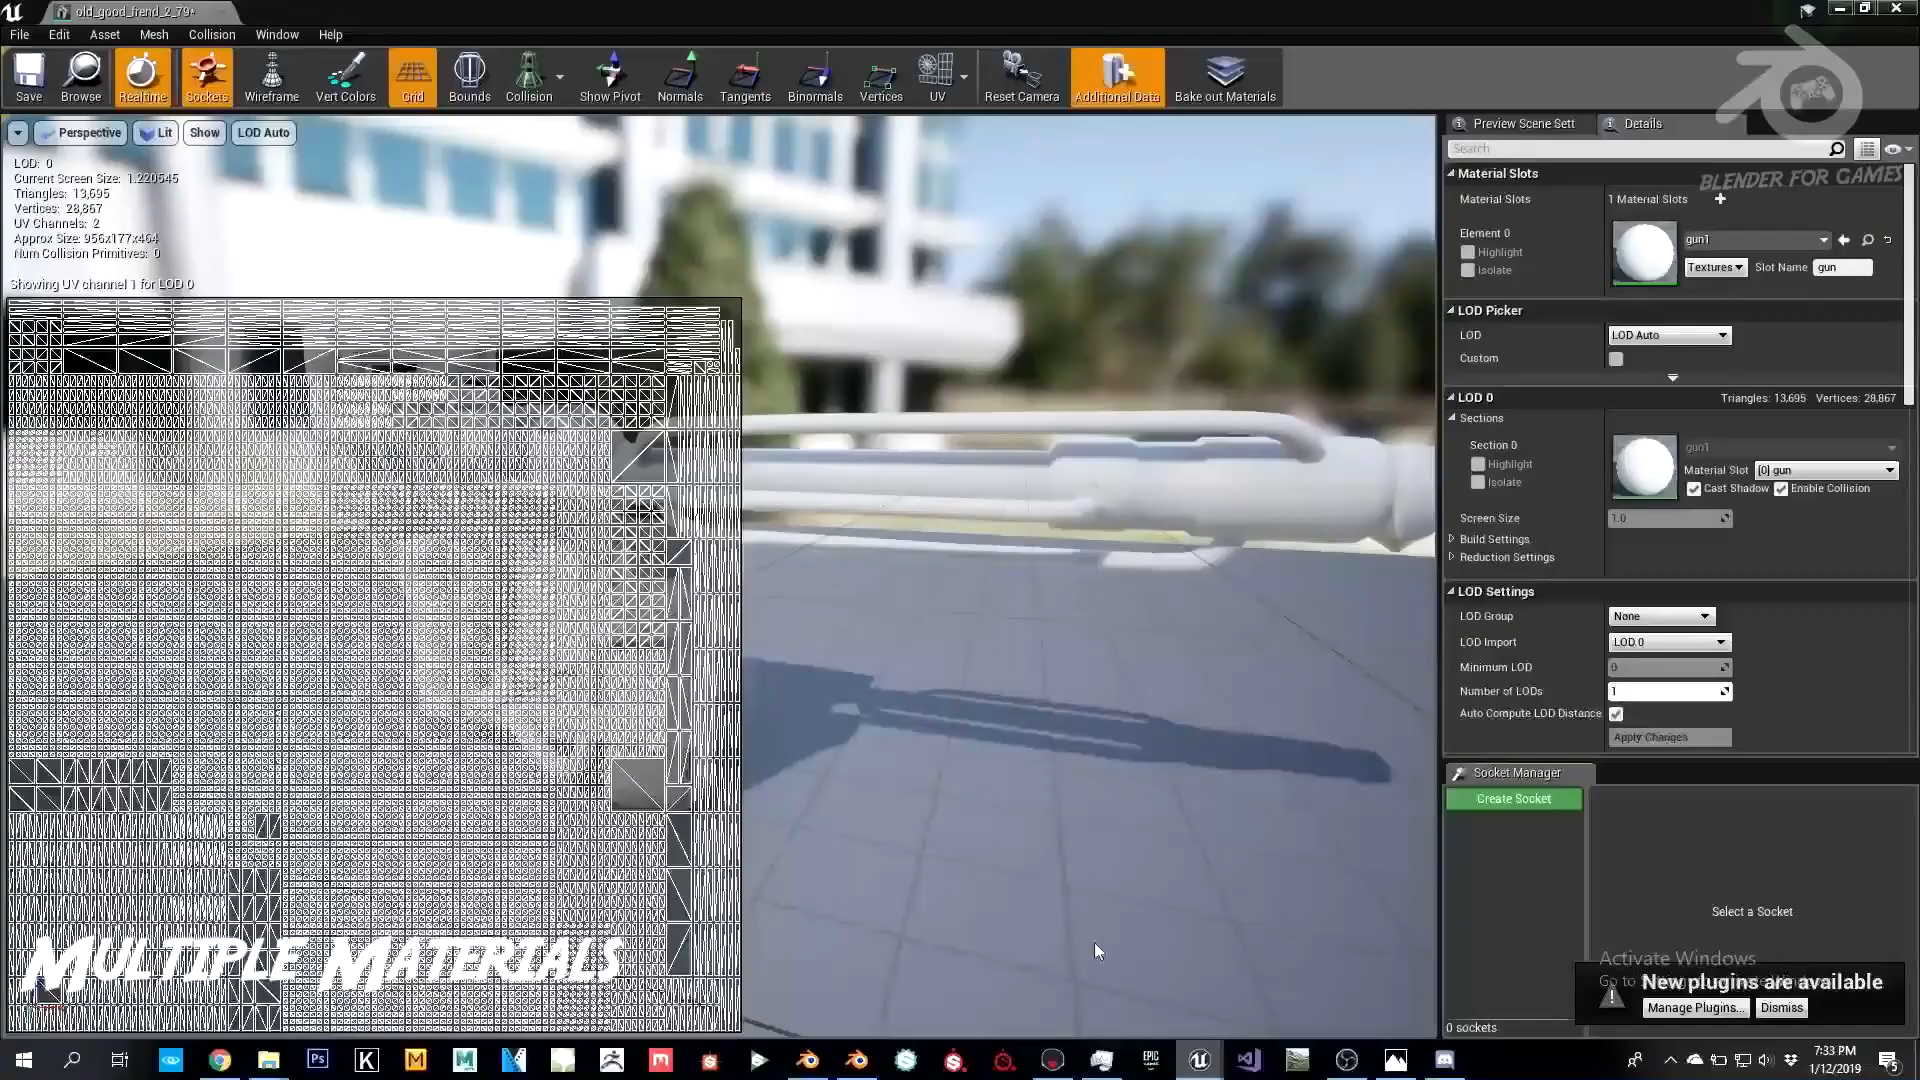 old_good_frend_2_79*
File Edit Asset Mesh Collision Window Help
Save Browse Realtime Sockets Wireframe Vert Colors Grid Bounds Collision Show Pivot Normals Tangents Binormals Vertices UV Reset Camera Additional Data Bake out Materials
Perspective Lit Show LOD Auto
LOD: 0
Current Screen Size: 1.220545
Triangles: 13,695
Vertices: 28,867
UV Channels: 2
Approx Size: 956x177x464
Num Collision Primitives: 0
Showing UV channel 1 for LOD 0
MULTIPLE MATERIALS
Preview Scene Sett Details
Search
BLENDER FOR GAMES
Material Slots
Material Slots 1 Material Slots
Element 0
Highlight
Isolate
gun1
Textures Slot Name gun
LOD Picker
LOD LOD Auto
Custom
LOD 0 Triangles: 13,695 Vertices: 28,867
Sections
Section 0
Highlight
Isolate
gun1
Material Slot [0] gun
Cast Shadow Enable Collision
Screen Size 1.0
Build Settings
Reduction Settings
LOD Settings
LOD Group None
LOD Import LOD 0
Minimum LOD 0
Number of LODs 1
Auto Compute LOD Distance
Apply Changes
Socket Manager
Create Socket
Select a Socket
0 sockets
Activate Windows
Go to
New plugins are available
Manage Plugins... Dismiss
Ps K M M V m EPIC GAMES
7:33 PM
1/12/2019
5